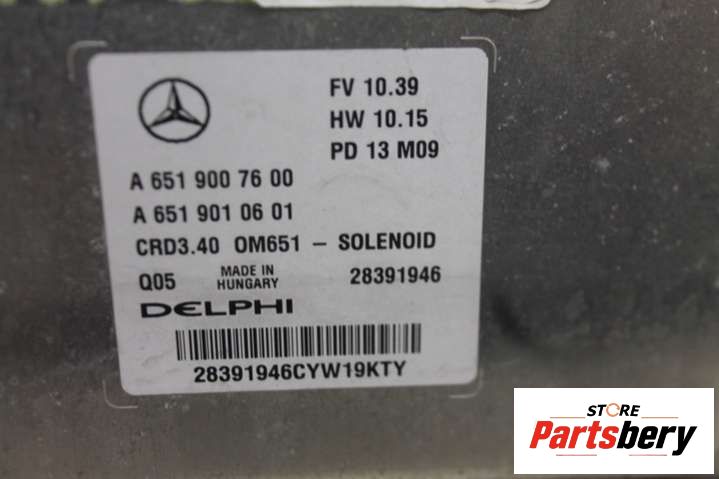 FV 10.39
HW 10.15
PD 13 M09
A 651 900 76 00
A 651 901 06 01
CRD3.40 OM651 - SOLENOID
Q05 MADE IN HUNGARY 28391946
DELPHI
28391946CYW19KTY
STORE
Partsbery